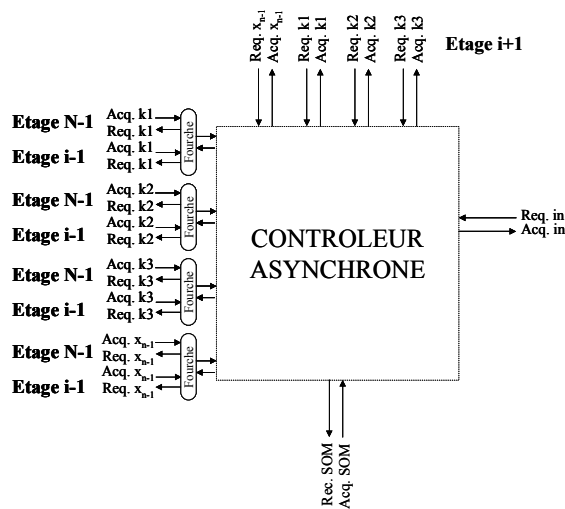 Req. xn-1
Acq. xn-1
Req. k1
Acq. k1
Req. k2
Acq. k2
Req. k3
Acq. k3
Etage i+1
Etage N-1
Acq. k1
Req. k1
Etage i-1
Acq. k1
Req. k1
Fourche
Etage N-1
Acq. k2
Req. k2
Etage i-1
Acq. k2
Req. k2
Fourche
Etage N-1
Acq. k3
Req. k3
Etage i-1
Acq. k3
Req. k3
Fourche
Etage N-1
Acq. xn-1
Req. xn-1
Etage i-1
Acq. xn-1
Req. xn-1
Fourche
CONTROLEUR
ASYNCHRONE
Req. in
Acq. in
Rec. SOM
Acq. SOM